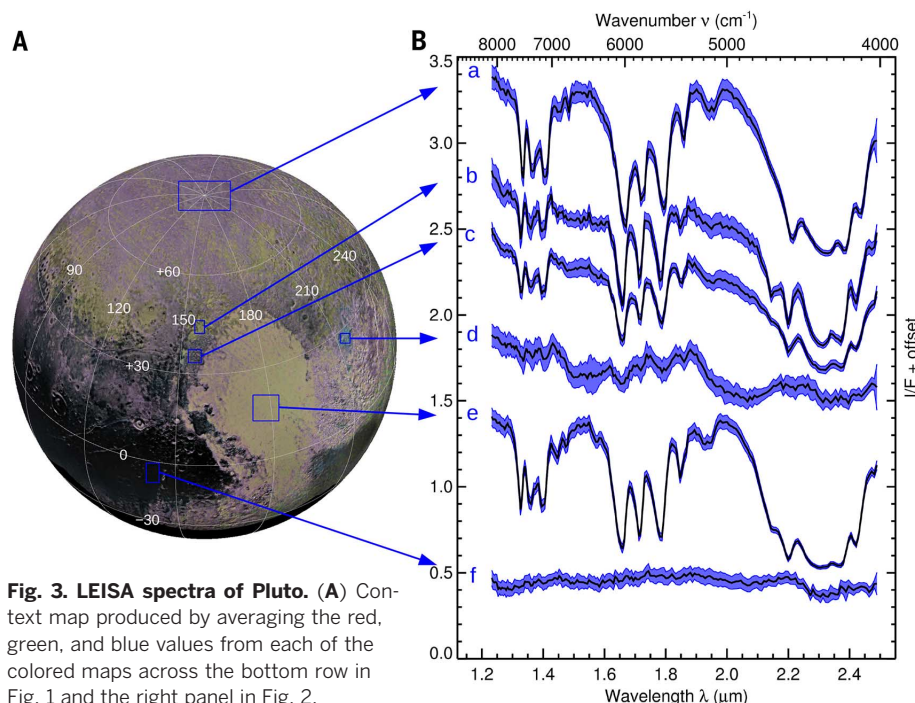 A
B
Wavenumber ν (cm⁻¹)
8000 7000 6000 5000 4000
3.5
3.0
2.5
2.0
1.5
1.0
0.5
0.0
a
b
c
d
e
f
I/F + offset
1.2 1.4 1.6 1.8 2.0 2.2 2.4
Wavelength λ (μm)
90
+60
240
120
210
150
180
+30
0
−30
Fig. 3. LEISA spectra of Pluto. (A) Con-
text map produced by averaging the red,
green, and blue values from each of the
colored maps across the bottom row in
Fig. 1 and the right panel in Fig. 2.